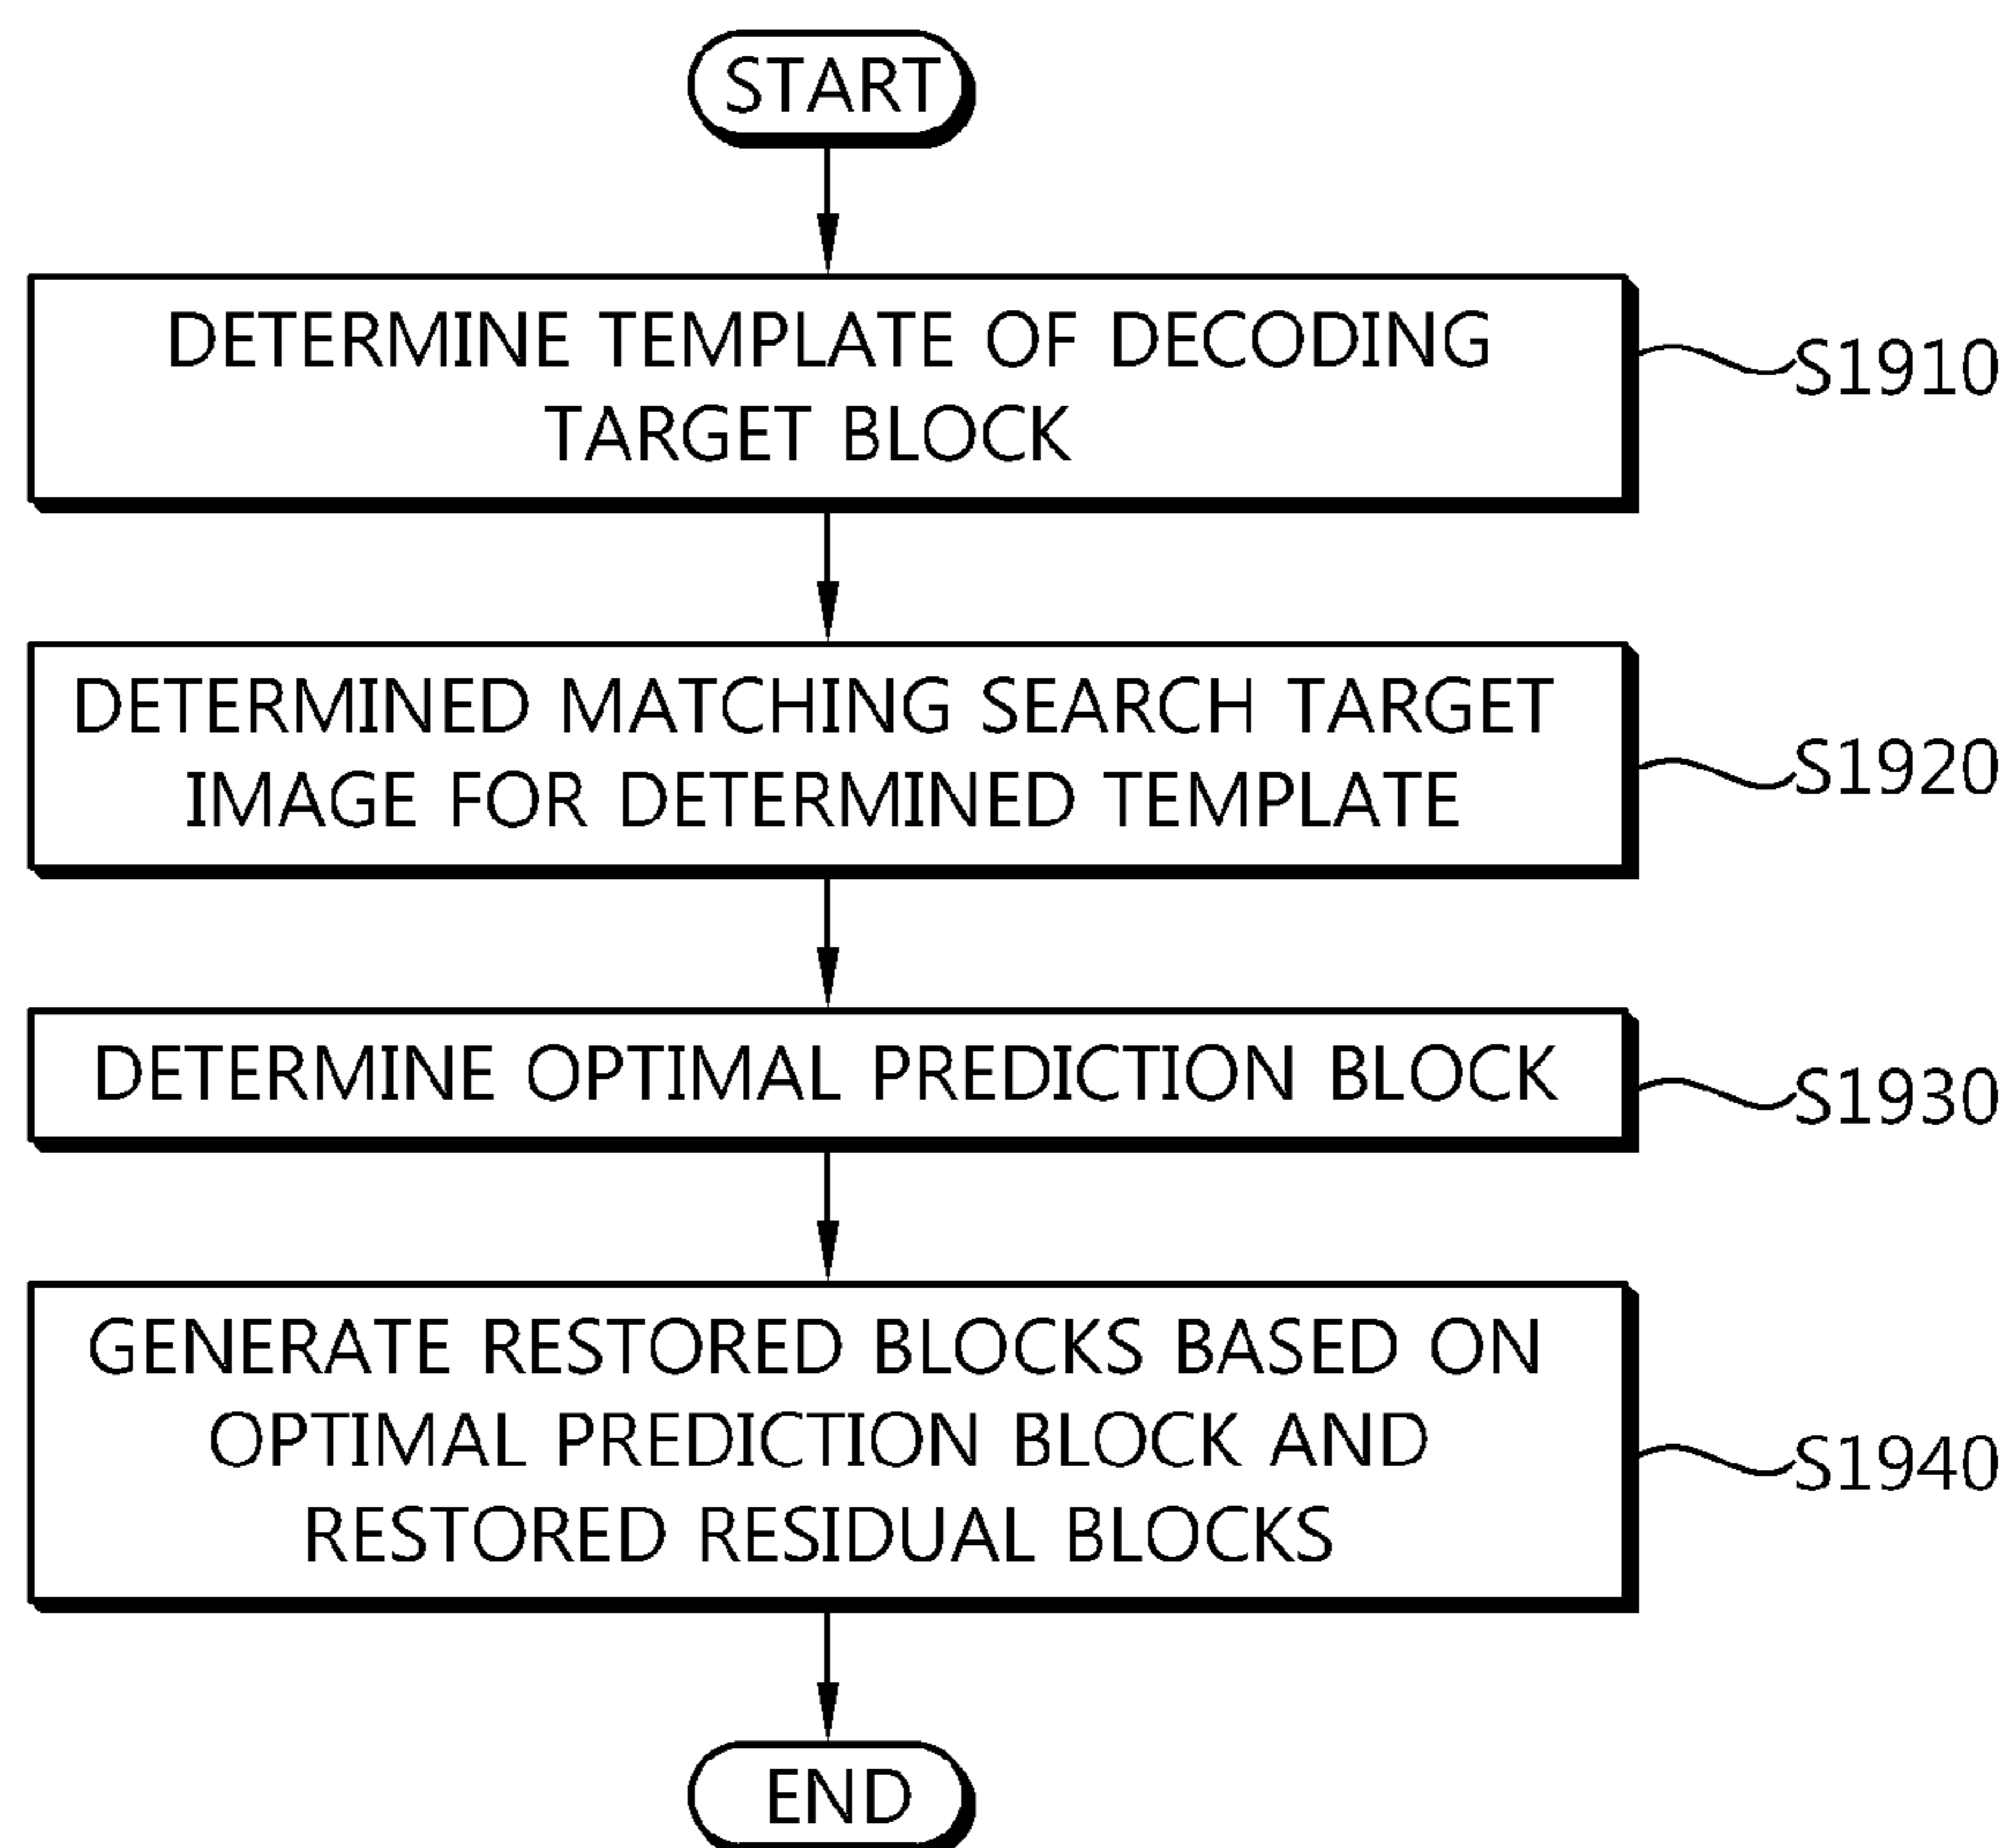 START
DETERMINE TEMPLATE OF DECODING
TARGET BLOCK
S1910
DETERMINED MATCHING SEARCH TARGET
IMAGE FOR DETERMINED TEMPLATE
S1920
DETERMINE OPTIMAL PREDICTION BLOCK
S1930
GENERATE RESTORED BLOCKS BASED ON
OPTIMAL PREDICTION BLOCK AND
RESTORED RESIDUAL BLOCKS
S1940
END